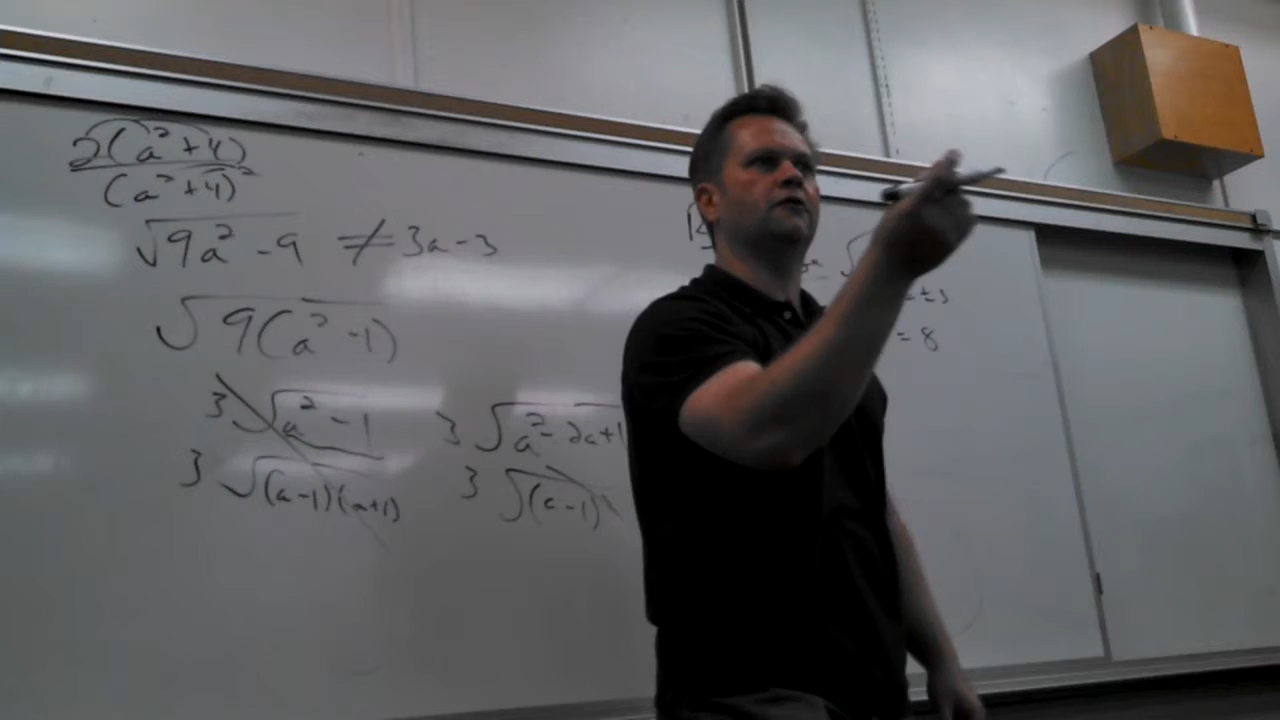 2(a²+4)
(a²+4)²
√9a²-9 ≠ 3a-3
√9(a²-1)
3√a²-1
3√(a-1)(a+1)
3√a²-2a+1
3√(a-1)
= 8